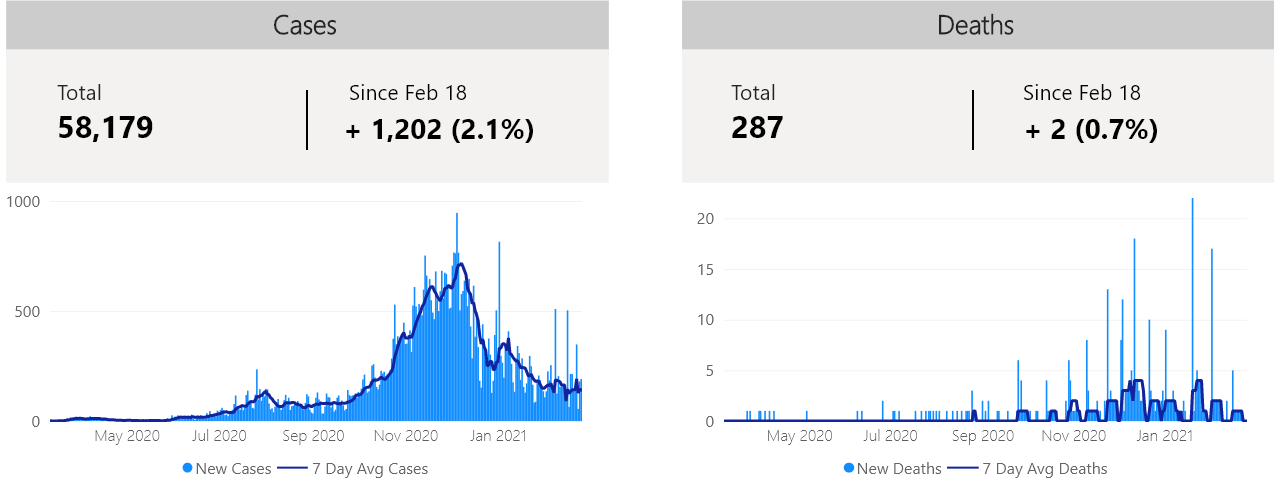 Cases
Total
58,179
Since Feb 18
+ 1,202 (2.1%)
1000
500
0
May 2020 Jul 2020 Sep 2020 Nov 2020 Jan 2021
New Cases 7 Day Avg Cases
Deaths
Total
287
Since Feb 18
+ 2 (0.7%)
20
15
10
5
0
May 2020 Jul 2020 Sep 2020 Nov 2020 Jan 2021
New Deaths 7 Day Avg Deaths